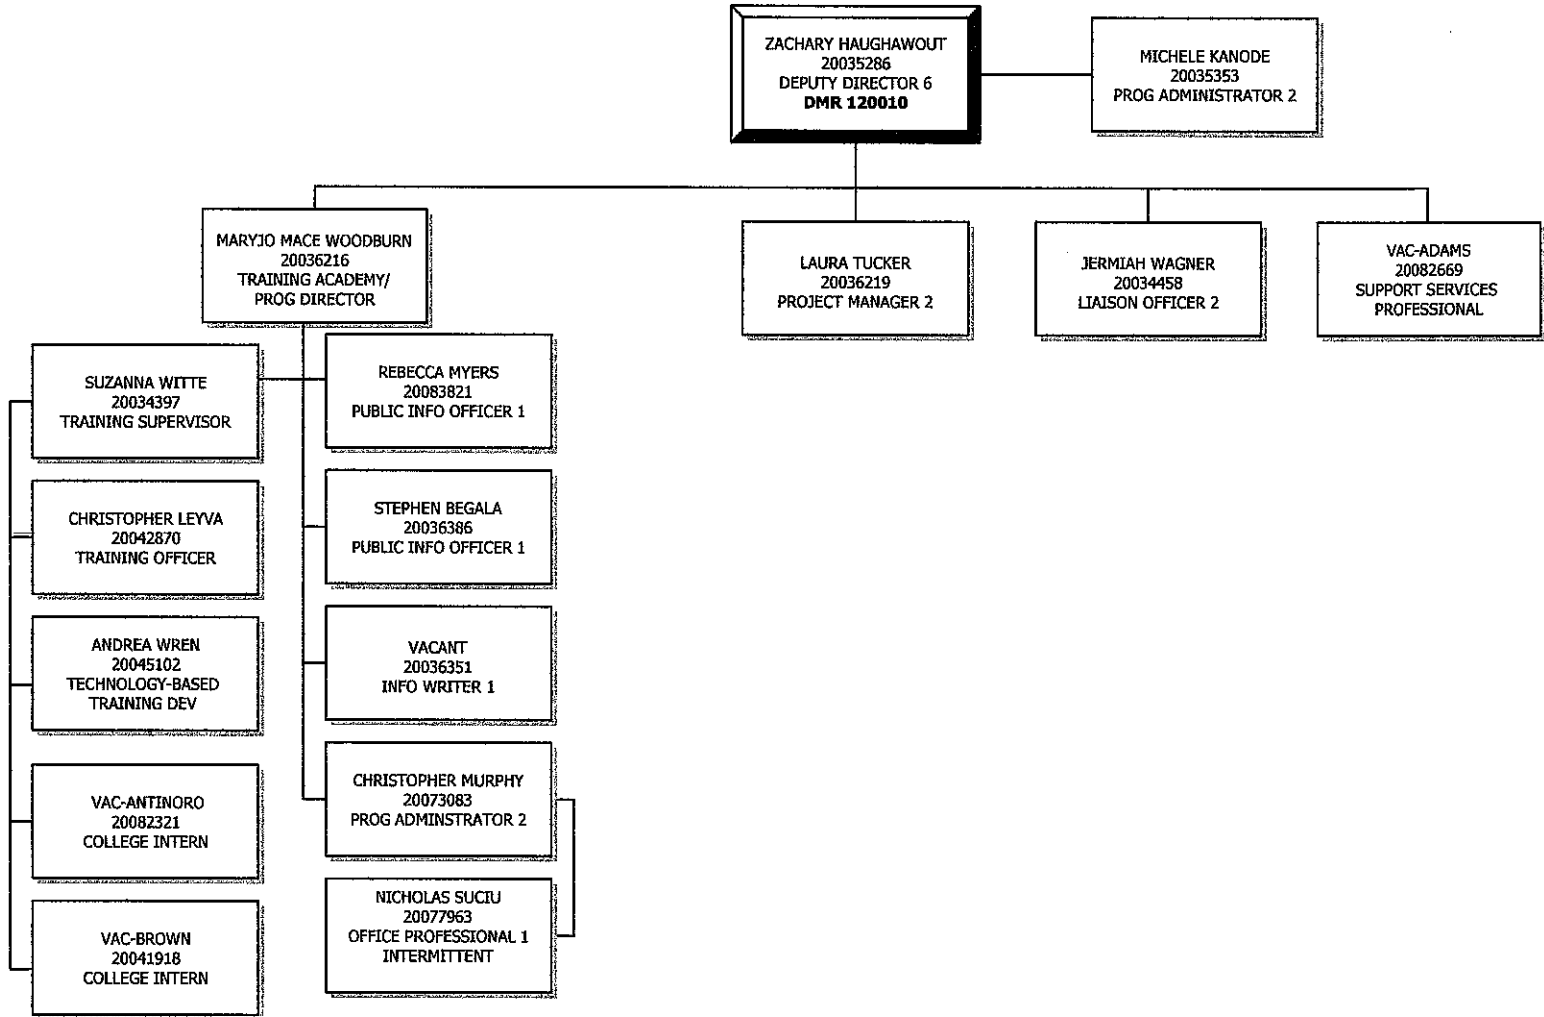 ZACHARY HAUGHAWOUT
20035286
DEPUTY DIRECTOR 6
DMR 120010
MICHELE KANODE
20035353
PROG ADMINISTRATOR 2
MARYJO MACE WOODBURN
20036216
TRAINING ACADEMY/
PROG DIRECTOR
LAURA TUCKER
20036219
PROJECT MANAGER 2
JERMIAH WAGNER
20034458
LIAISON OFFICER 2
VAC-ADAMS
20082669
SUPPORT SERVICES
PROFESSIONAL
SUZANNA WITTE
20034397
TRAINING SUPERVISOR
REBECCA MYERS
20083821
PUBLIC INFO OFFICER 1
CHRISTOPHER LEYVA
20042870
TRAINING OFFICER
STEPHEN BEGALA
20036386
PUBLIC INFO OFFICER 1
ANDREA WREN
20045102
TECHNOLOGY-BASED
TRAINING DEV
VACANT
20036351
INFO WRITER 1
VAC-ANTINORO
20082321
COLLEGE INTERN
CHRISTOPHER MURPHY
20073083
PROG ADMINSTRATOR 2
VAC-BROWN
20041918
COLLEGE INTERN
NICHOLAS SUCIU
20077963
OFFICE PROFESSIONAL 1
INTERMITTENT